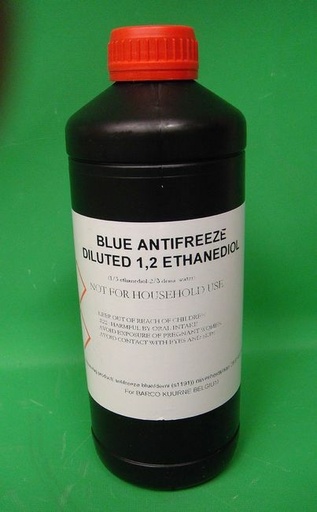 BLUE ANTIFREEZE
DILUTED 1,2 ETHANEDIOL
(1/3 ethanediol-2/3 demi water)
NOT FOR HOUSEHOLD USE
KEEP OUT OF REACH OF CHILDREN
HARMFUL BY ORAL INTAKE
AVOID EXPOSURE OF PREGNANT WOMEN
AVOID CONTACT WITH EYES AND
product: antifreeze
For BARCO KUURNE BELGIUM